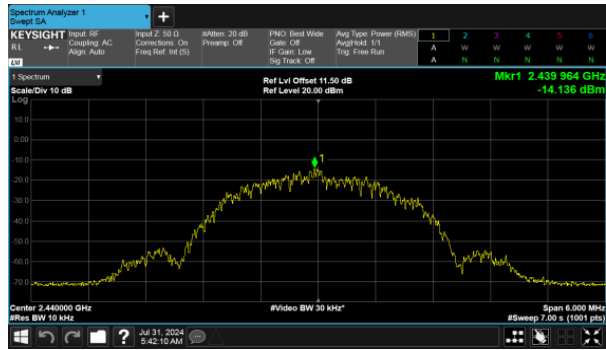 Spectrum Analyzer 1
Swept SA
+
KEYSIGHT Input: RF Input Z: 50 Ω #Atten: 20 dB PNO: Best Wide Avg Type: Power (RMS) 1 2 3 4 5 6
RL Coupling: AC Corrections: On Preamp: Off Gate: Off Avg|Hold: 1/1 A W W W W W
Align: Auto Freq Ref: Int (S) IF Gain: Low Trig: Free Run
LXI Sig Track: Off A N N N N N
1 Spectrum Ref Lvl Offset 11.50 dB Mkr1 2.439 964 GHz
Scale/Div 10 dB Ref Level 20.00 dBm -14.136 dBm
Log
10.0
0.00
1
-10.0
-20.0
-30.0
-40.0
-50.0
-60.0
-70.0
Center 2.440000 GHz #Video BW 30 kHz* Span 6.000 MHz
#Res BW 10 kHz #Sweep 7.00 s (1001 pts)
? Jul 31, 2024
5:42:10 AM